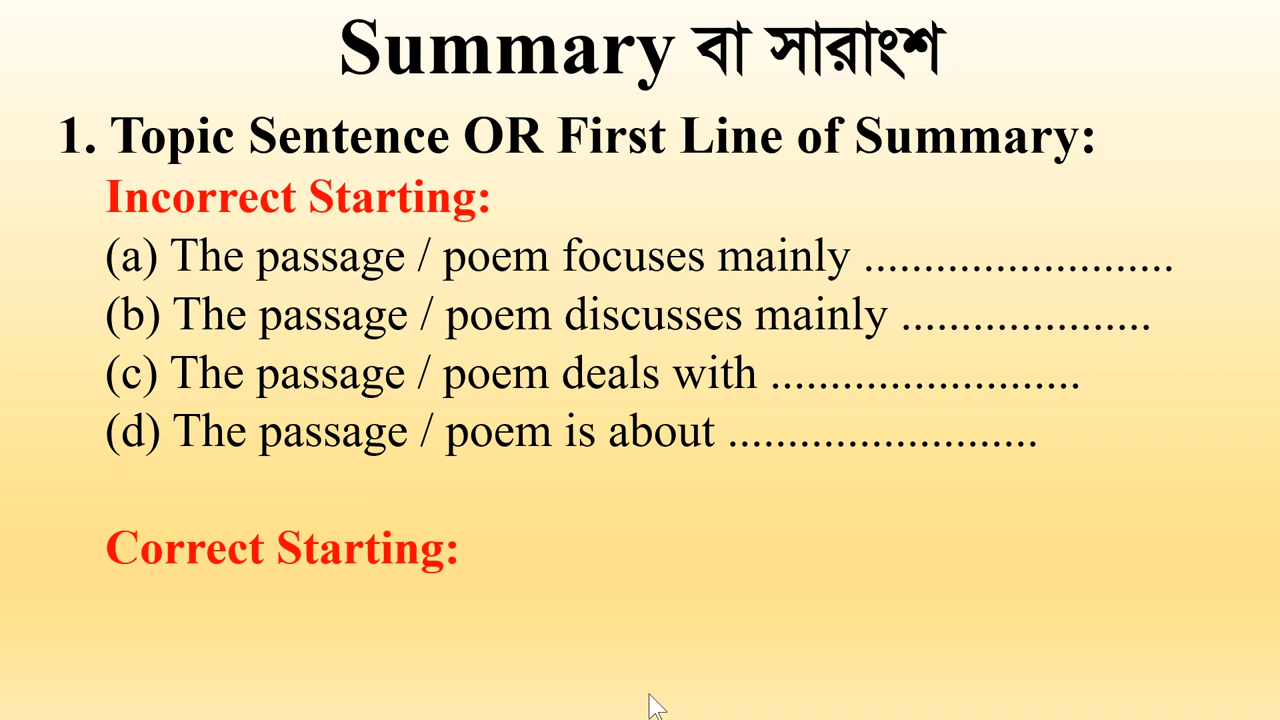 Summary বা সারাংশ
1. Topic Sentence OR First Line of Summary:
Incorrect Starting:
(a) The passage / poem focuses mainly ..........................
(b) The passage / poem discusses mainly .....................
(c) The passage / poem deals with ..........................
(d) The passage / poem is about ..........................
Correct Starting: